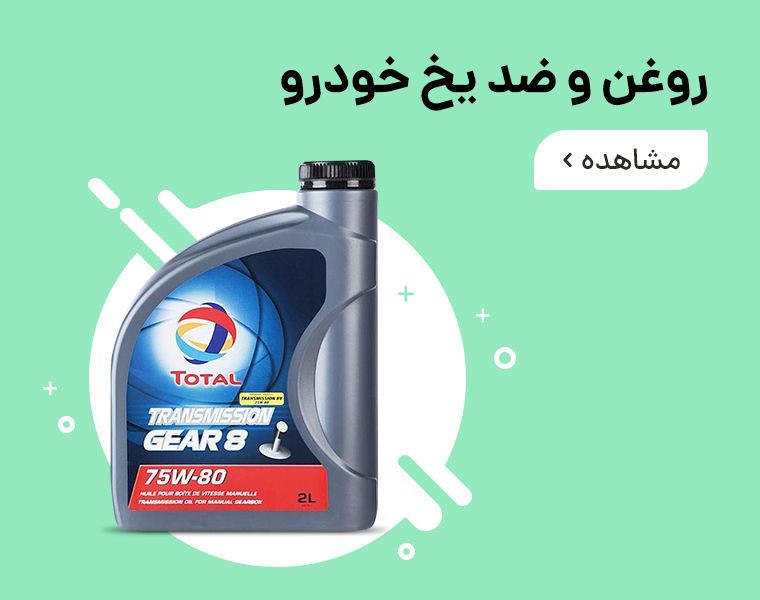 روغن و ضد یخ خودرو
مشاهده ›
TOTAL
TRANSMISSION BV
75W-80
TRANSMISSION
GEAR 8
75W-80
HUILE POUR BOÎTE DE VITESSE MANUELLE
TRANSMISSION OIL FOR MANUAL GEARBOX
2L